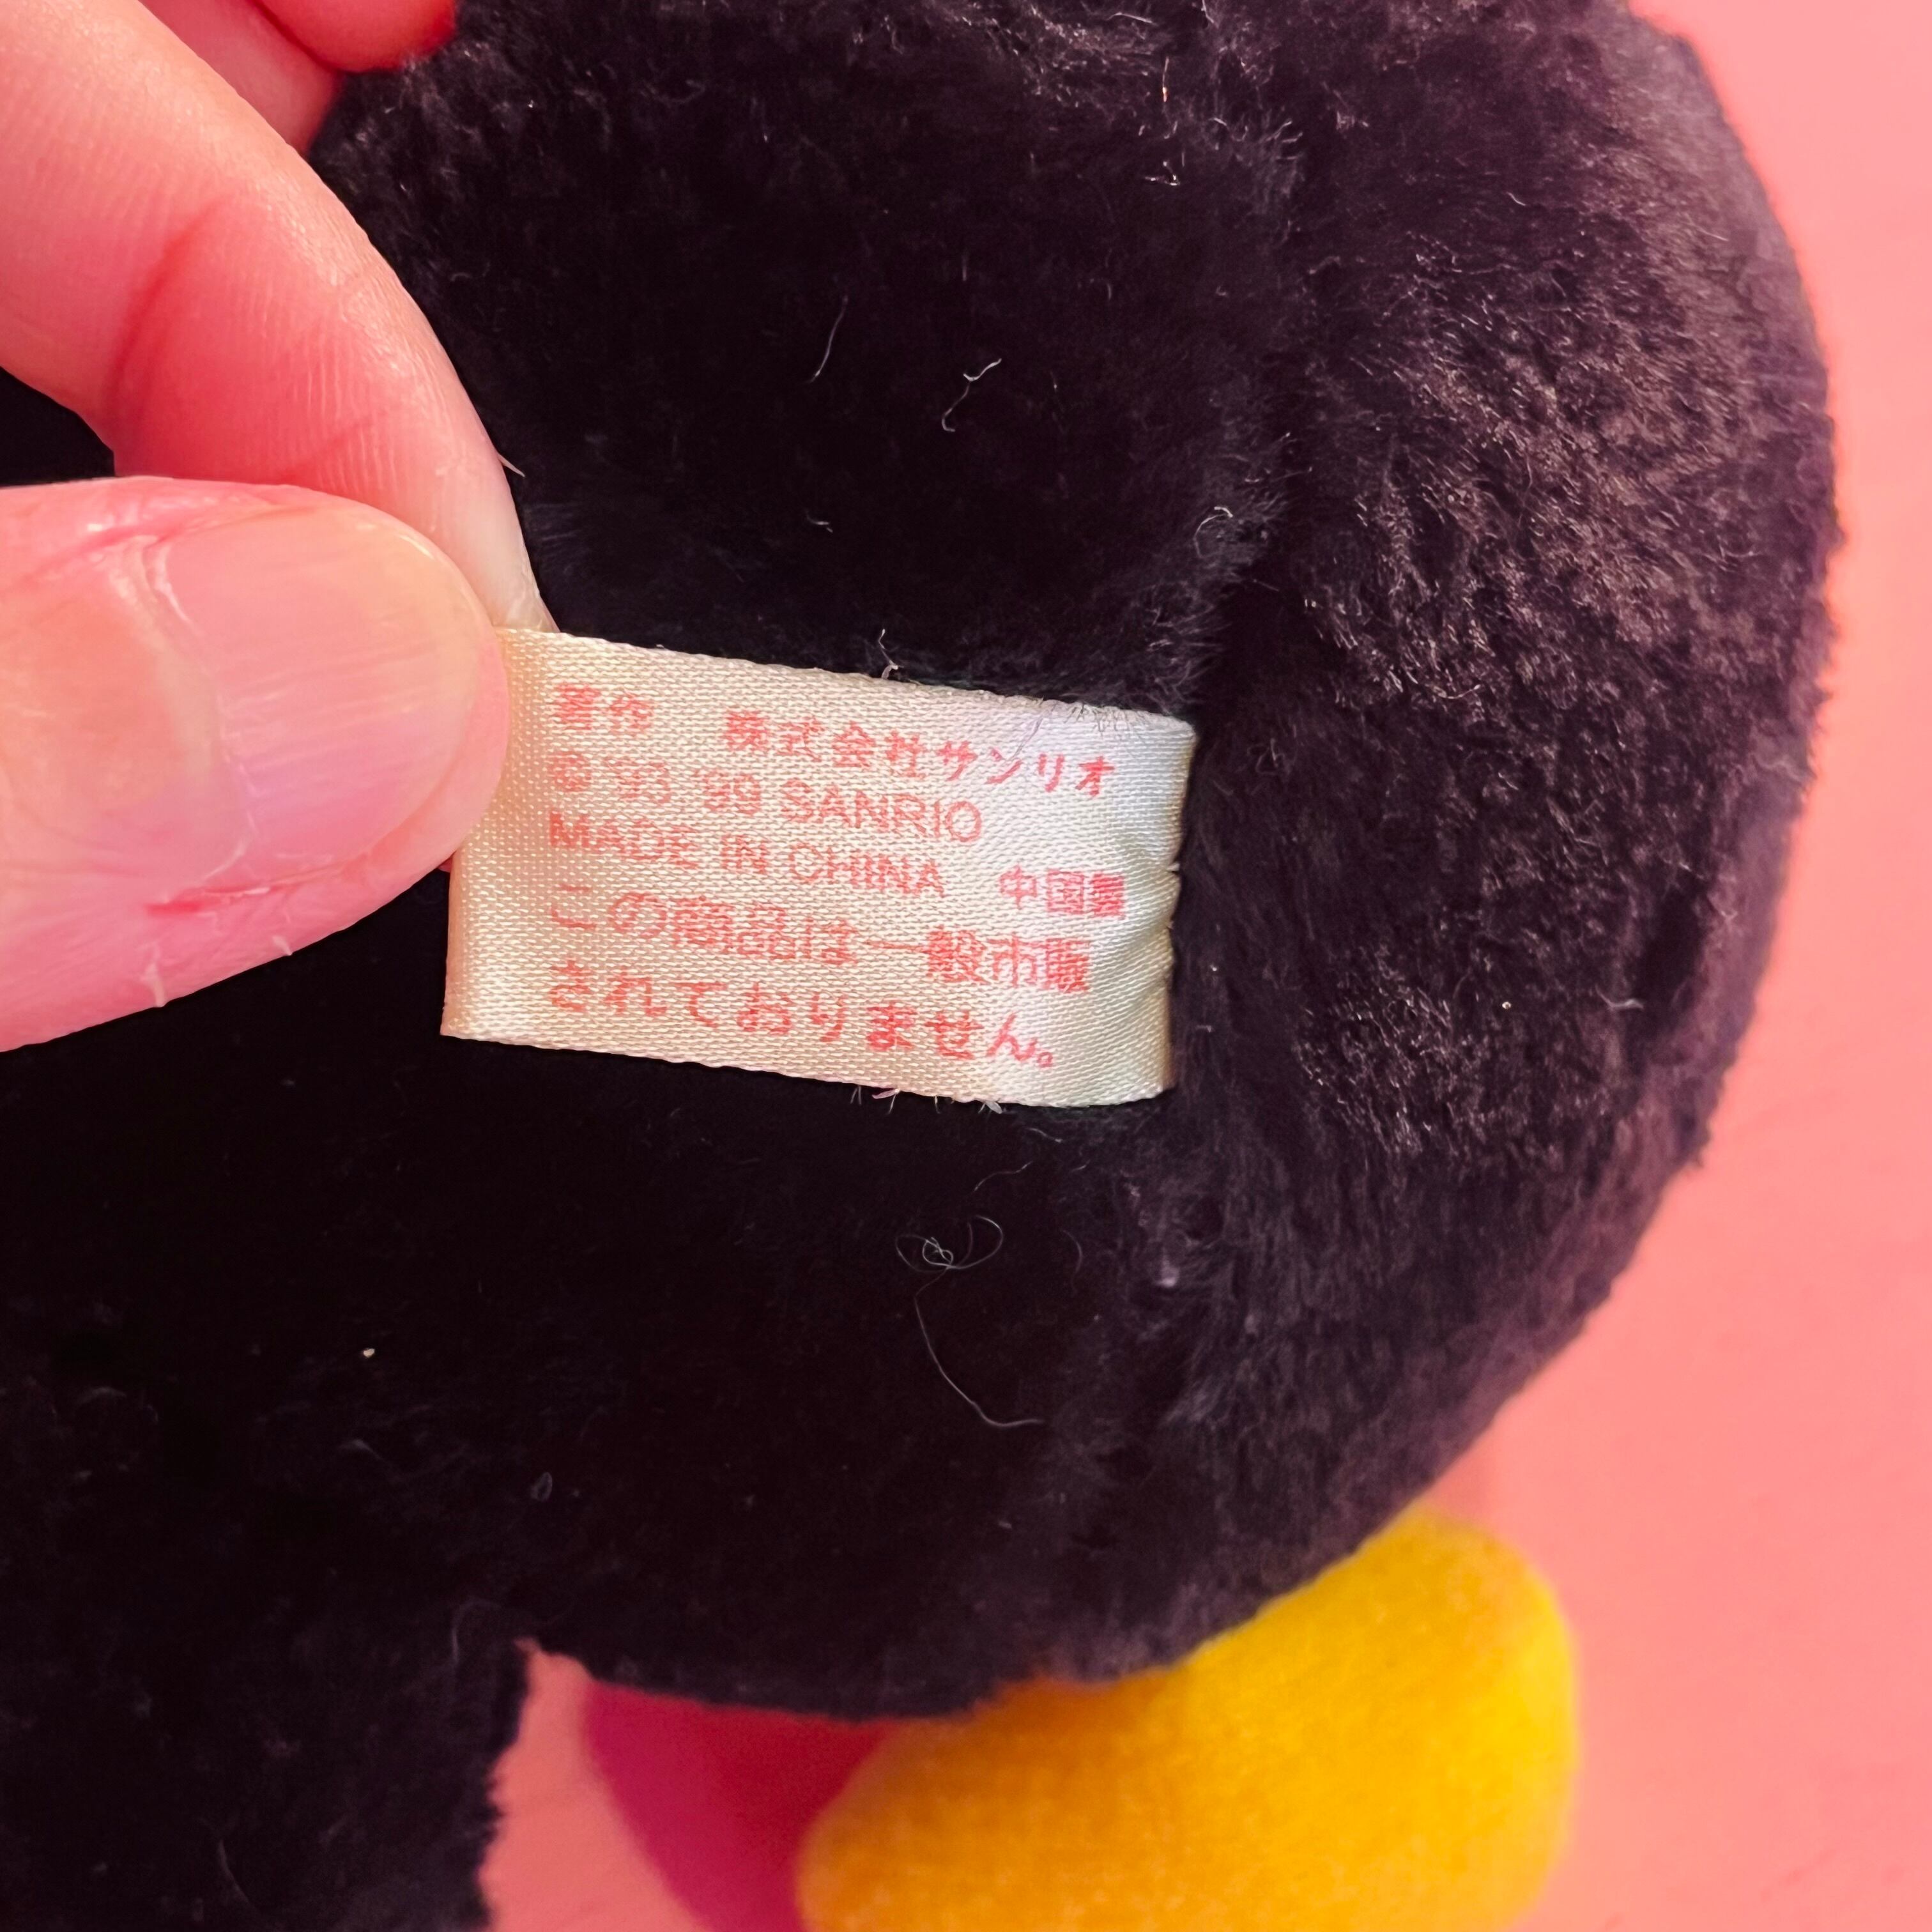 著作 株式会社サンリオ
© '93, '99 SANRIO
MADE IN CHINA 中国製
この商品は一般市販
されておりません。